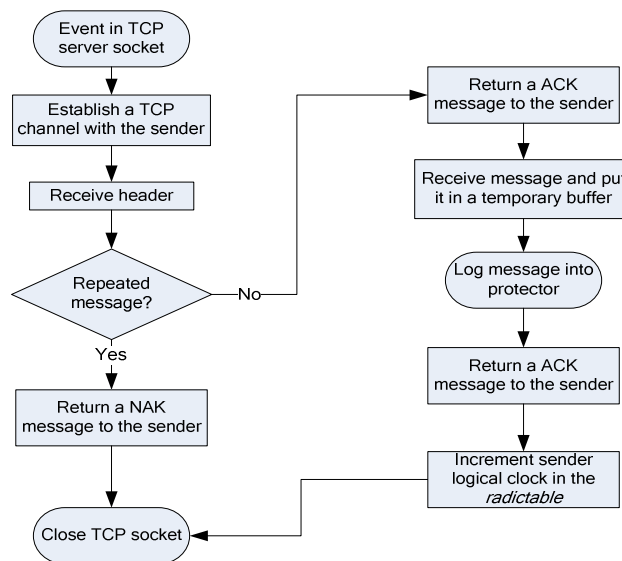 Event in TCP
server socket
Establish a TCP
channel with the sender
Receive header
Repeated
message?
No
Yes
Return a NAK
message to the sender
Close TCP socket
Return a ACK
message to the sender
Receive message and put
it in a temporary buffer
Log message into
protector
Return a ACK
message to the sender
Increment sender
logical clock in the
radictable